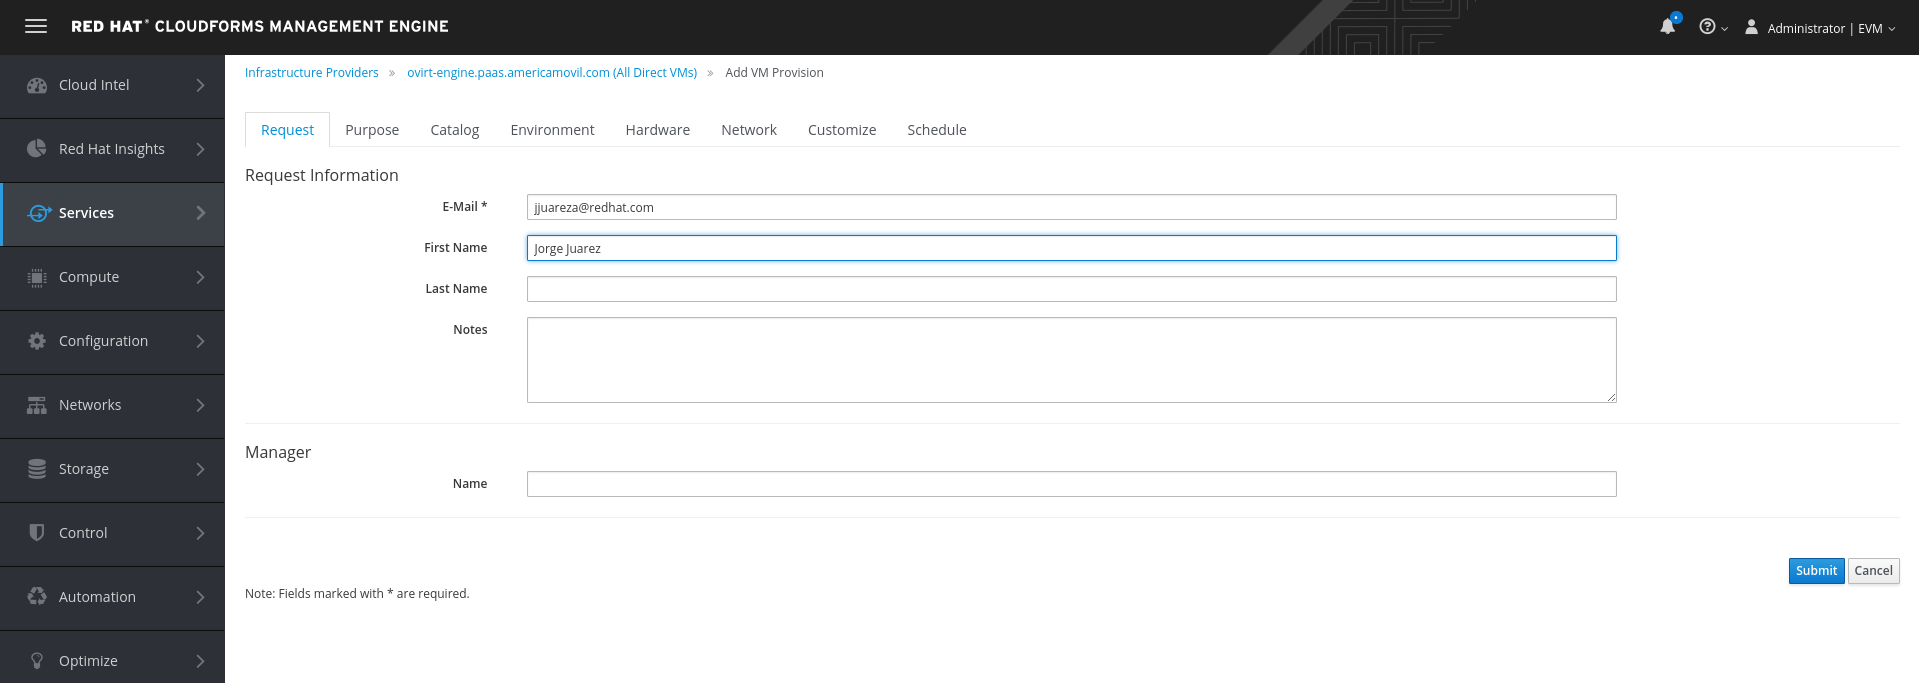 RED HAT® CLOUDFORMS MANAGEMENT ENGINE
Administrator | EVM
Cloud Intel
Red Hat Insights
Services
Compute
Configuration
Networks
Storage
Control
Automation
Optimize
Infrastructure Providers » ovirt-engine.paas.americamovil.com (All Direct VMs) » Add VM Provision
Request Purpose Catalog Environment Hardware Network Customize Schedule
Request Information
E-Mail * jjuareza@redhat.com
First Name Jorge Juarez
Last Name
Notes
Manager
Name
Submit Cancel
Note: Fields marked with * are required.